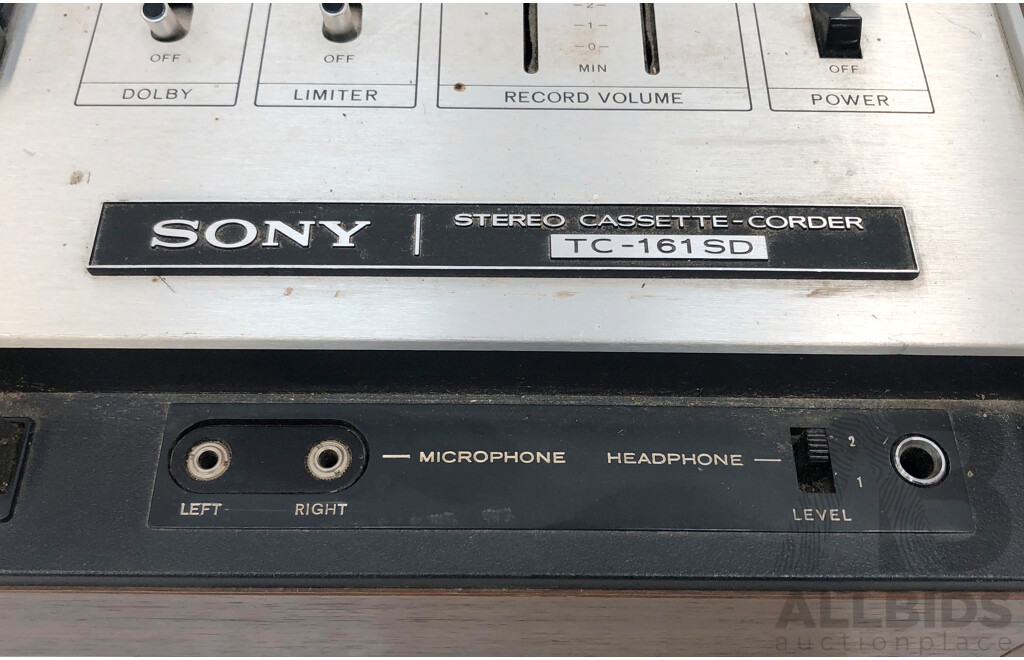 OFF
DOLBY
OFF
LIMITER
2
1
0
MIN
RECORD VOLUME
OFF
POWER
SONY
STEREO CASSETTE-CORDER
TC-161SD
LEFT
RIGHT
MICROPHONE
HEADPHONE
2
1
LEVEL
ALLBIDS
auctionplace